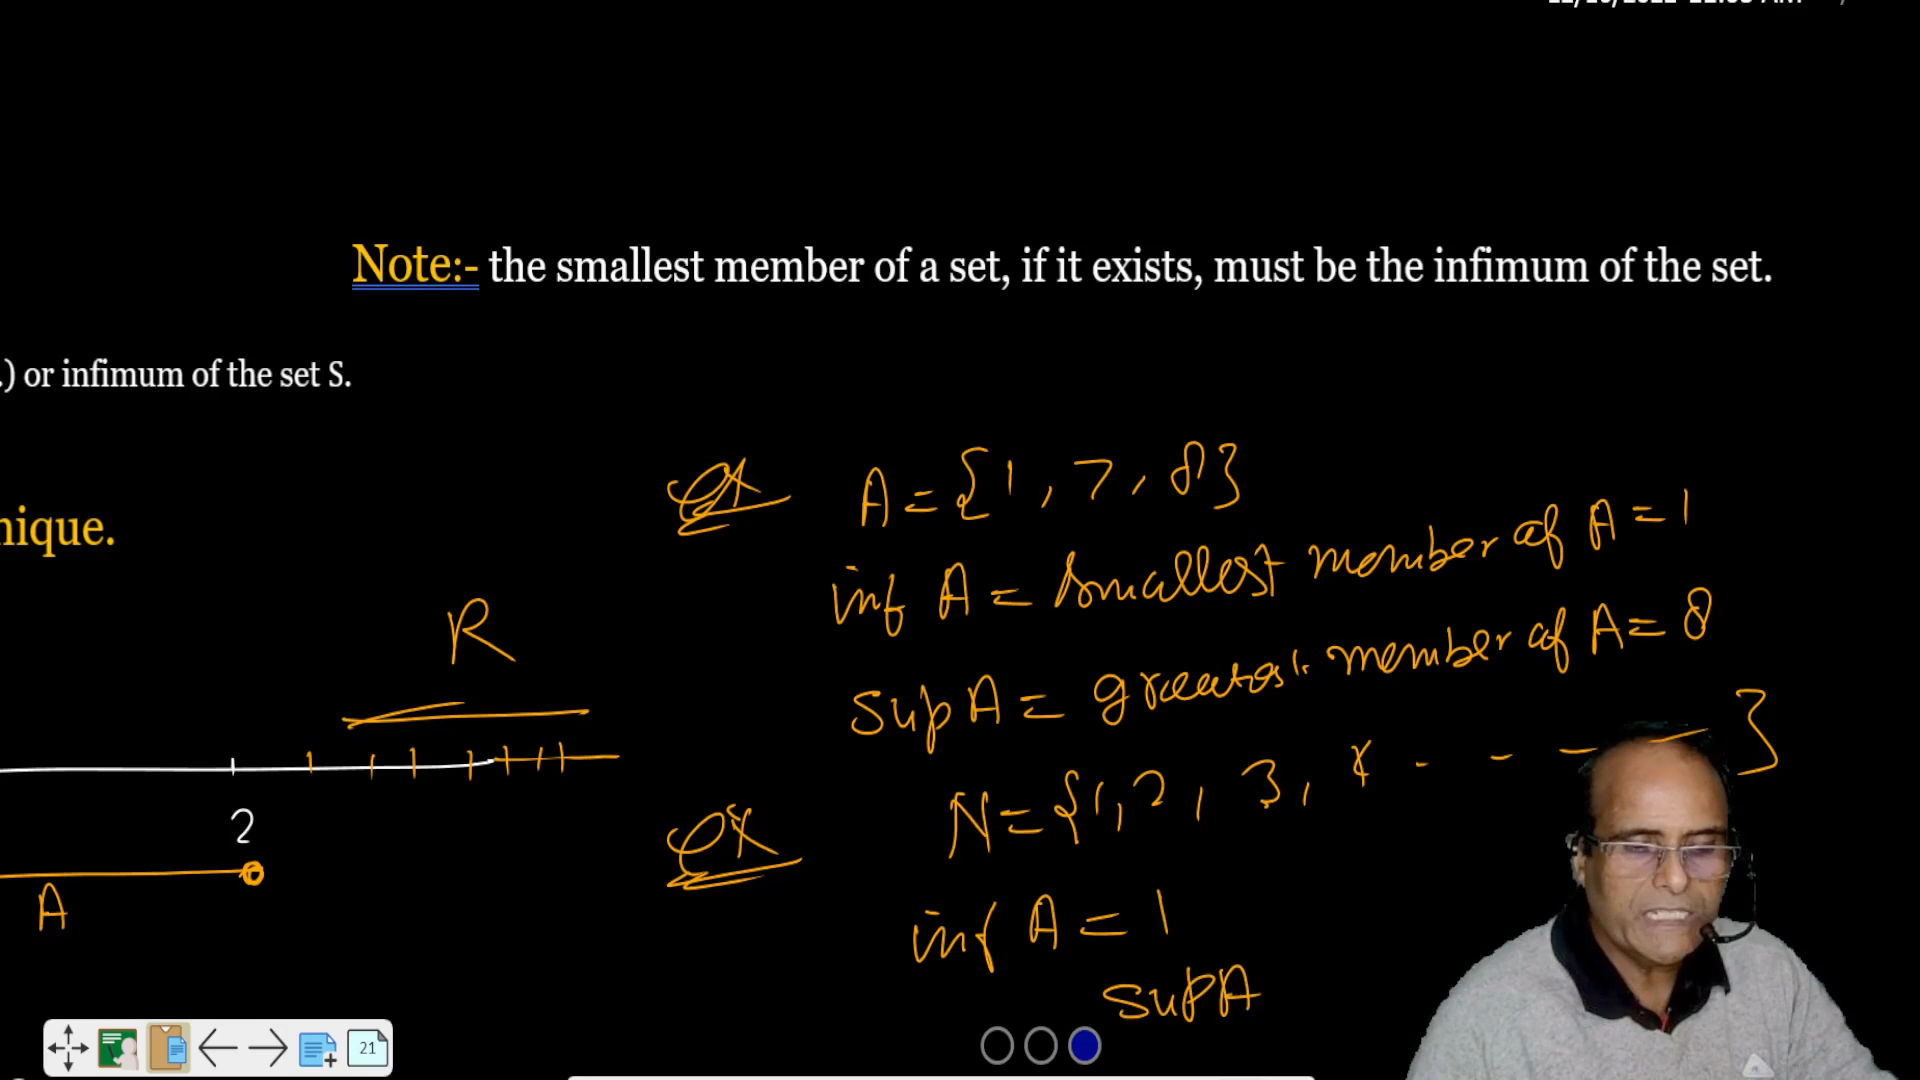 Note:- the smallest member of a set, if it exists, must be the infimum of the set.
.) or infimum of the set S.
nique.
ex A = {1, 7, 8}
inf A = smallest member of A = 1
sup A = greatest member of A = 8
R
2
A
ex N = {1, 2, 3, - - - - }
inf A = 1
sup A
21